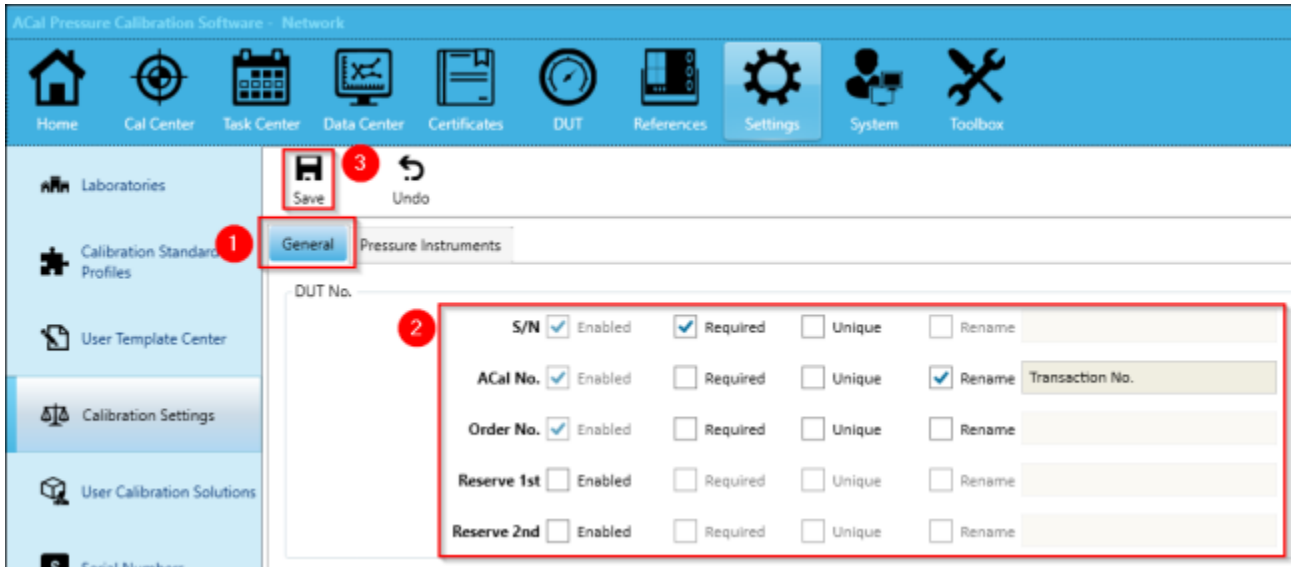 ACal Pressure Calibration Software - Network
Home Cal Center Task Center Data Center Certificates DUT References Settings System Toolbox
Laboratories
Calibration Standard
Profiles
User Template Center
Calibration Settings
User Calibration Solutions
Serial Numbers
3
Save Undo
1
General Pressure Instruments
DUT No.
2
S/N Enabled Required Unique Rename
ACal No. Enabled Required Unique Rename Transaction No.
Order No. Enabled Required Unique Rename
Reserve 1st Enabled Required Unique Rename
Reserve 2nd Enabled Required Unique Rename